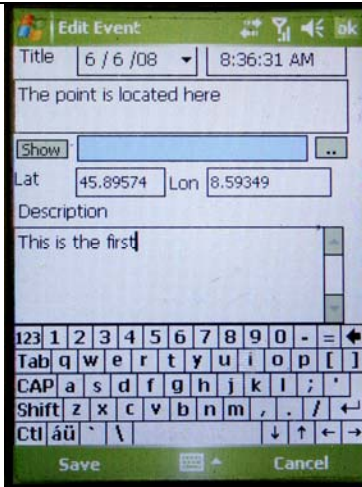 Edit Event ok
Title 6 / 6 /08 8:36:31 AM
The point is located here
Show ..
Lat 45.89574 Lon 8.59349
Description
This is the first
123 1 2 3 4 5 6 7 8 9 0 - = ←
Tab q w e r t y u i o p [ ]
CAP a s d f g h j k l ; '
Shift z x c v b n m , . / ↵
Ctl áü ` \ ↓ ↑ ← →
Save Cancel